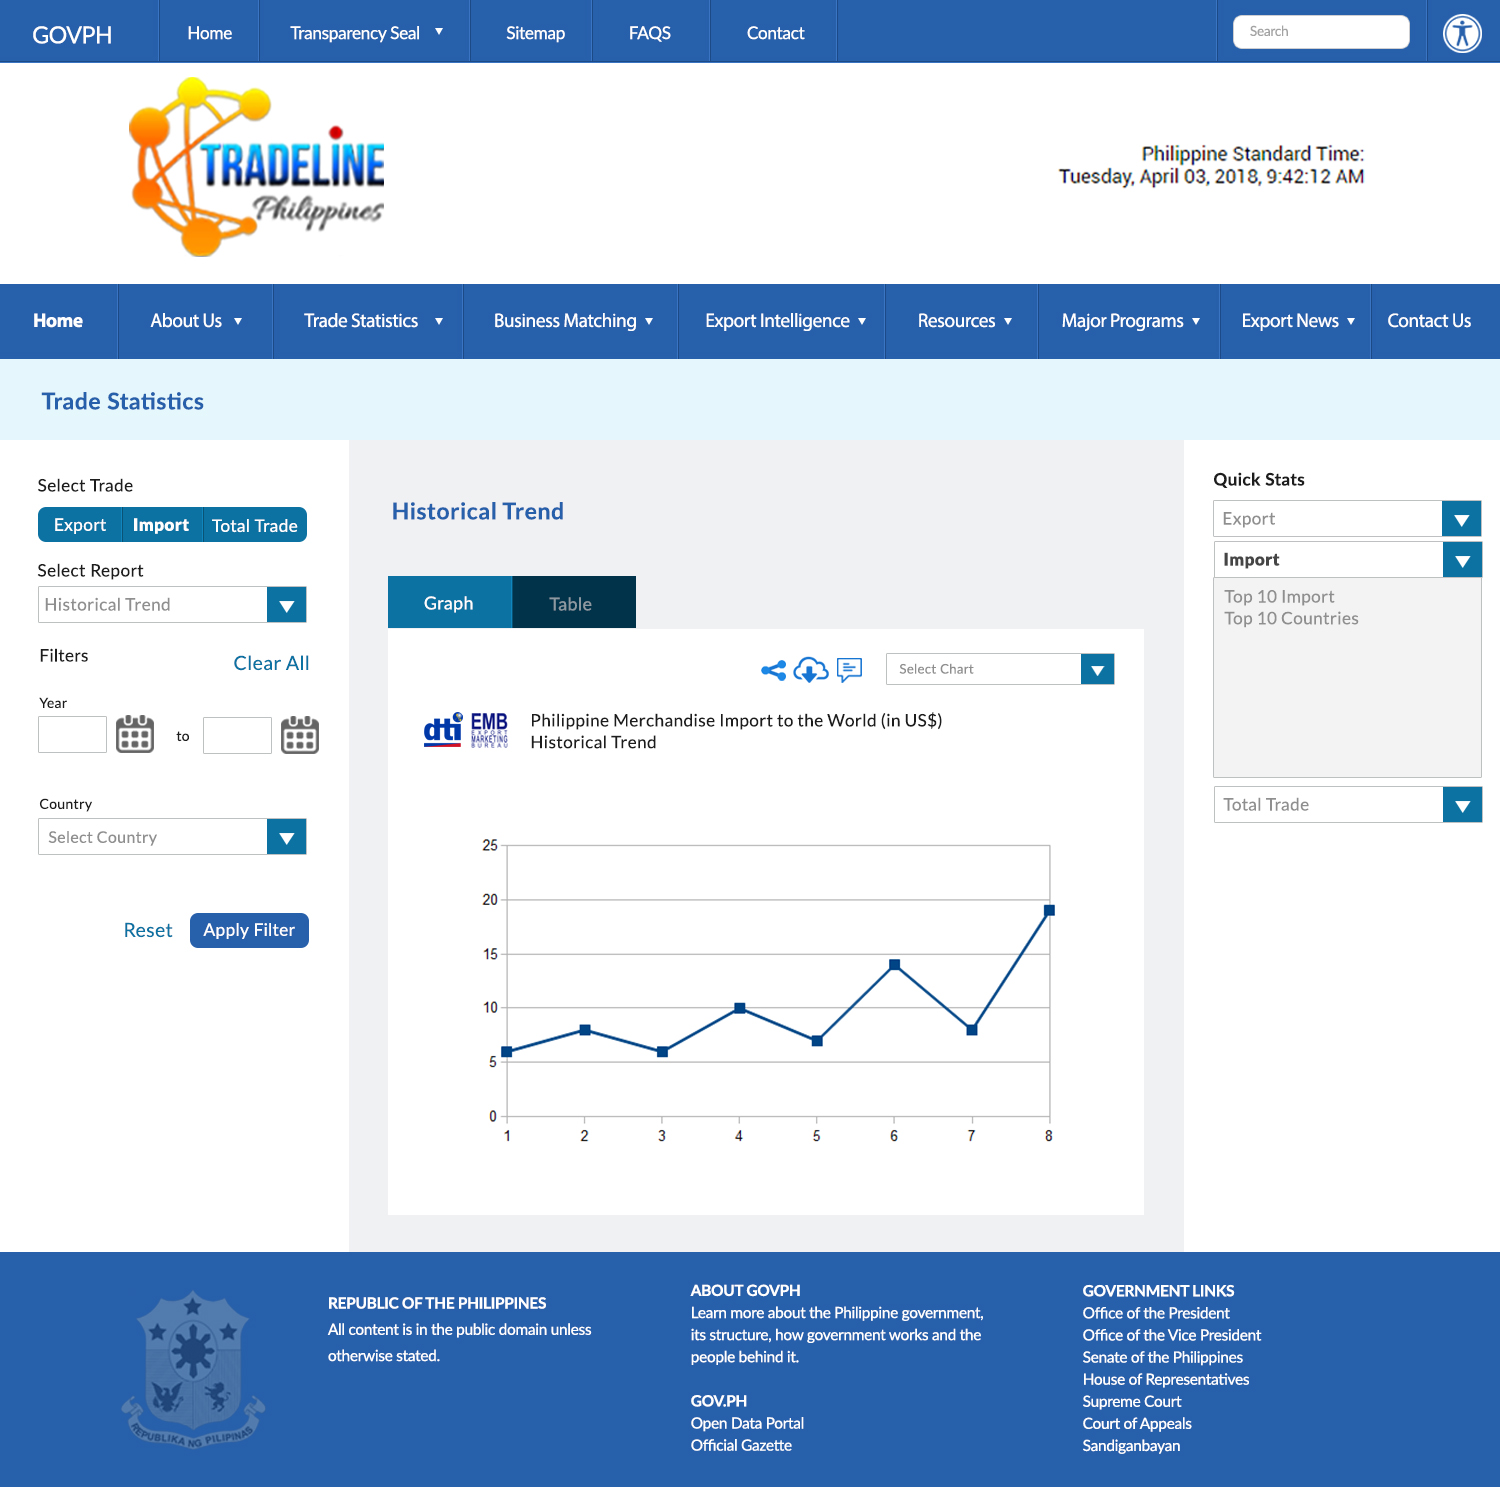 GOVPH
Home
Transparency Seal
Sitemap
FAQS
Contact
Search
TRADELINE
Philippines
Philippine Standard Time:
Tuesday, April 03, 2018, 9:42:12 AM
Home
About Us
Trade Statistics
Business Matching
Export Intelligence
Resources
Major Programs
Export News
Contact Us
Trade Statistics
Select Trade
Export
Import
Total Trade
Select Report
Historical Trend
Filters
Clear All
Year
to
Country
Select Country
Reset
Apply Filter
Historical Trend
Graph
Table
Select Chart
dti
EMB
EXPORT
MARKETING
BUREAU
Philippine Merchandise Import to the World (in US$)
Historical Trend
25
20
15
10
5
0
1 2 3 4 5 6 7 8
Quick Stats
Export
Import
Top 10 Import
Top 10 Countries
Total Trade
REPUBLIKA NG PILIPINAS
REPUBLIC OF THE PHILIPPINES
All content is in the public domain unless
otherwise stated.
ABOUT GOVPH
Learn more about the Philippine government,
its structure, how government works and the
people behind it.
GOV.PH
Open Data Portal
Official Gazette
GOVERNMENT LINKS
Office of the President
Office of the Vice President
Senate of the Philippines
House of Representatives
Supreme Court
Court of Appeals
Sandiganbayan